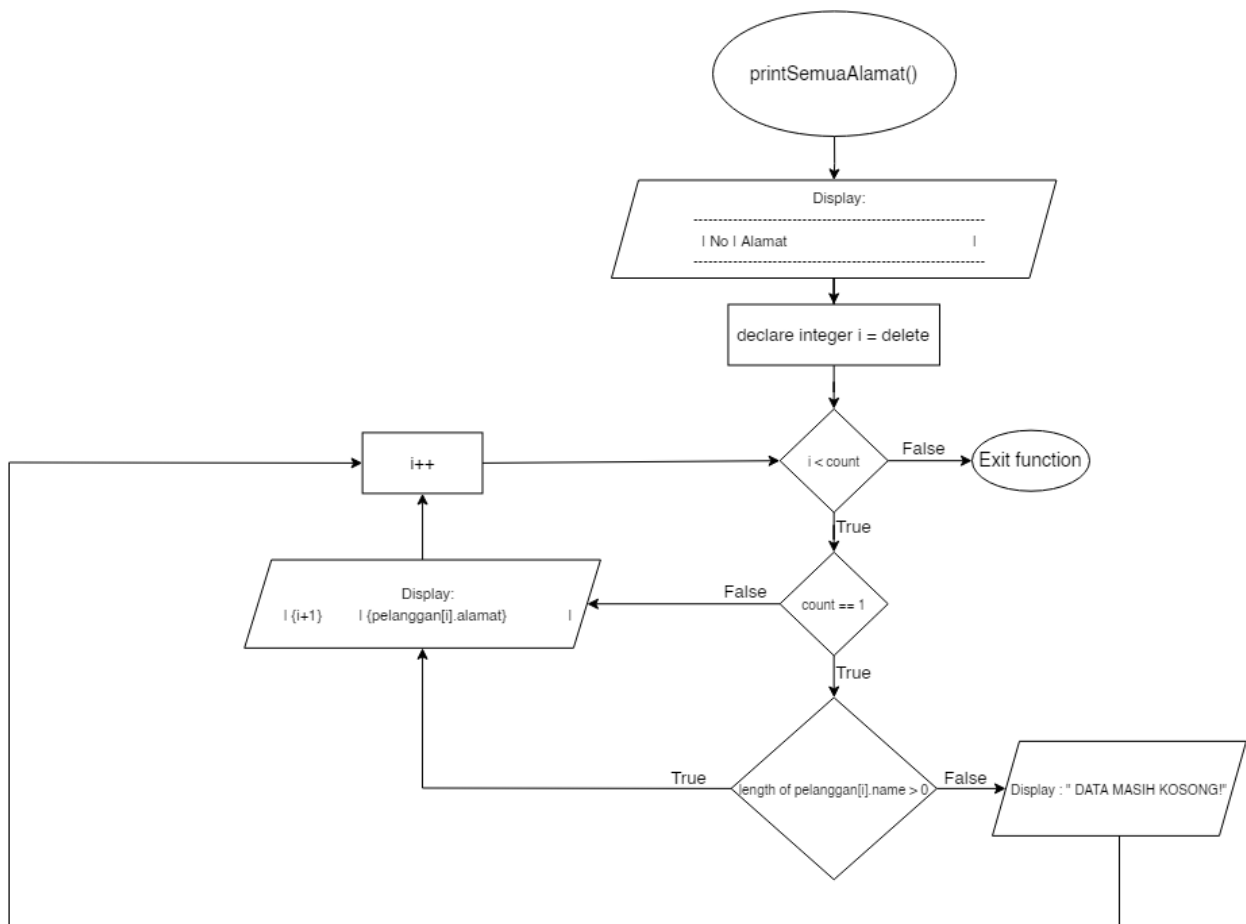 printSemuaAlamat()
Display:
--------------------------------------------------------
| No | Alamat |
--------------------------------------------------------
declare integer i = delete
i++
i < count
False
Exit function
True
Display:
| {i+1} | {pelanggan[i].alamat} |
False
count == 1
True
True
length of pelanggan[i].name > 0
False
Display : " DATA MASIH KOSONG!"